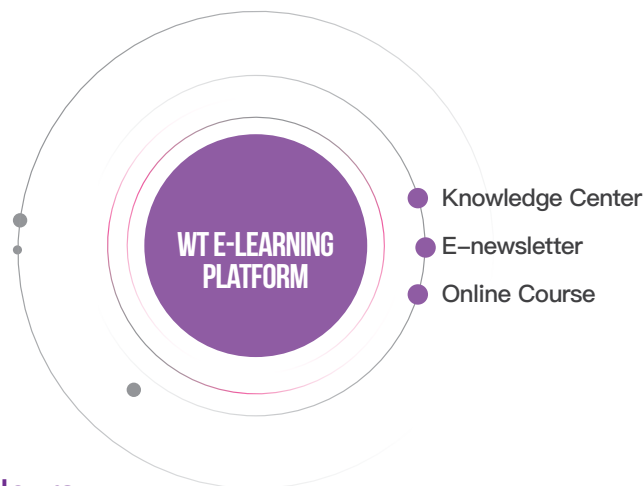 WT E-LEARNING
PLATFORM
Knowledge Center
E–newsletter
Online Course